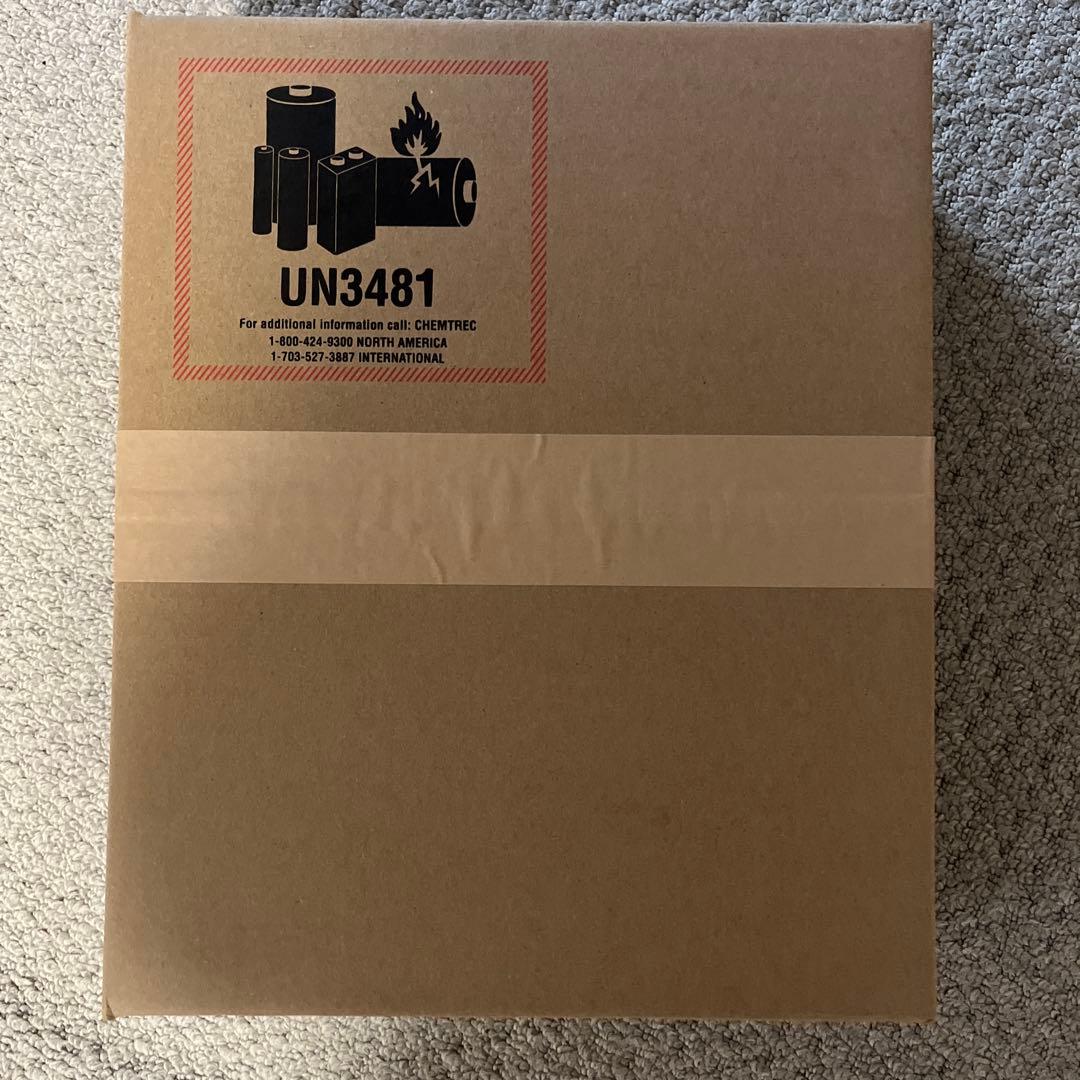 UN3481
For additional information call: CHEMTREC
1-800-424-9300 NORTH AMERICA
1-703-527-3887 INTERNATIONAL